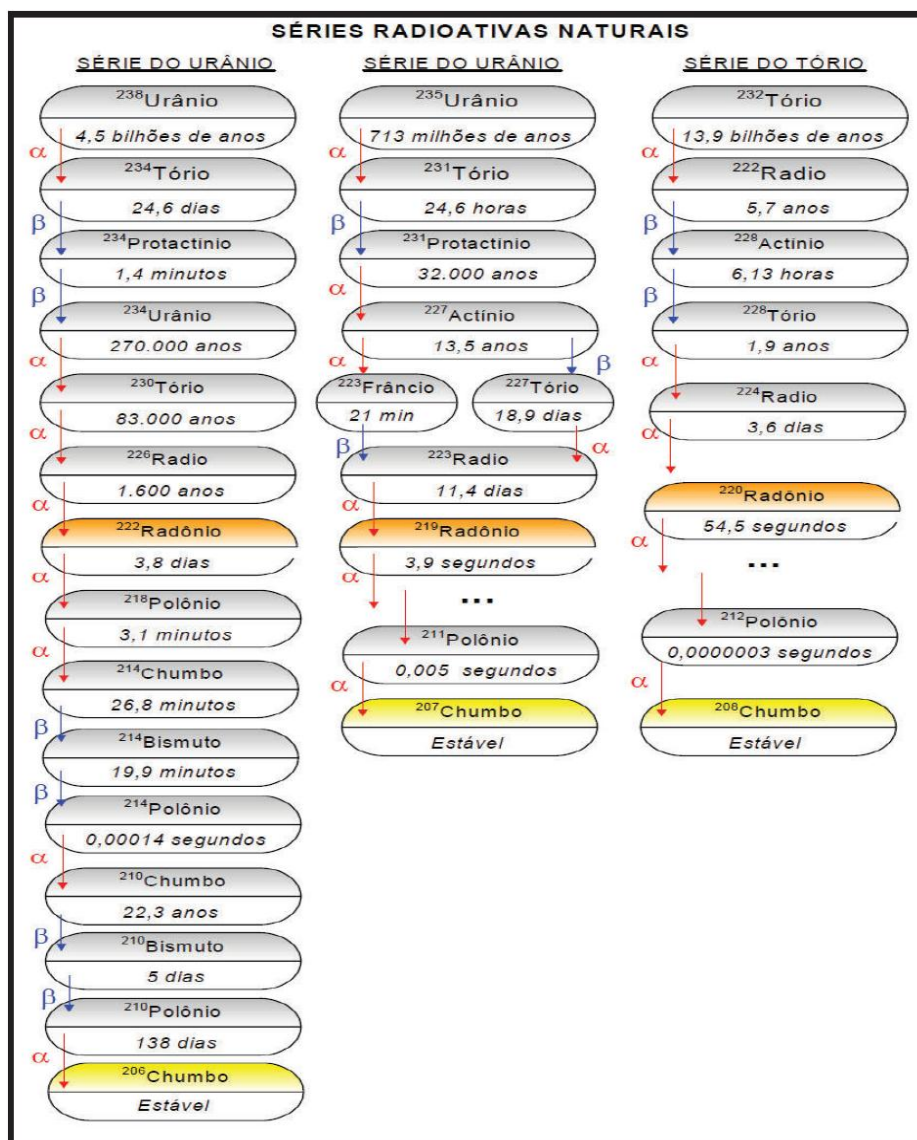 SÉRIES RADIOATIVAS NATURAIS
SÉRIE DO URÂNIO
²³⁸Urânio
4,5 bilhões de anos
α
²³⁴Tório
24,6 dias
β
²³⁴Protactínio
1,4 minutos
β
²³⁴Urânio
270.000 anos
α
²³⁰Tório
83.000 anos
α
²²⁶Radio
1.600 anos
α
²²²Radônio
3,8 dias
α
²¹⁸Polônio
3,1 minutos
α
²¹⁴Chumbo
26,8 minutos
β
²¹⁴Bismuto
19,9 minutos
β
²¹⁴Polônio
0,00014 segundos
α
²¹⁰Chumbo
22,3 anos
β
²¹⁰Bismuto
5 dias
β
²¹⁰Polônio
138 dias
α
²⁰⁶Chumbo
Estável
SÉRIE DO URÂNIO
²³⁵Urânio
713 milhões de anos
α
²³¹Tório
24,6 horas
β
²³¹Protactínio
32.000 anos
α
²²⁷Actínio
13,5 anos
α β
²²³Frâncio ²²⁷Tório
21 min 18,9 dias
β α
²²³Radio
11,4 dias
α
²¹⁹Radônio
3,9 segundos
α
...
²¹¹Polônio
0,005 segundos
α
²⁰⁷Chumbo
Estável
SÉRIE DO TÓRIO
²³²Tório
13,9 bilhões de anos
α
²²²Radio
5,7 anos
β
²²⁸Actínio
6,13 horas
β
²²⁸Tório
1,9 anos
α
²²⁴Radio
3,6 dias
α
²²⁰Radônio
54,5 segundos
α
...
²¹²Polônio
0,0000003 segundos
α
²⁰⁸Chumbo
Estável